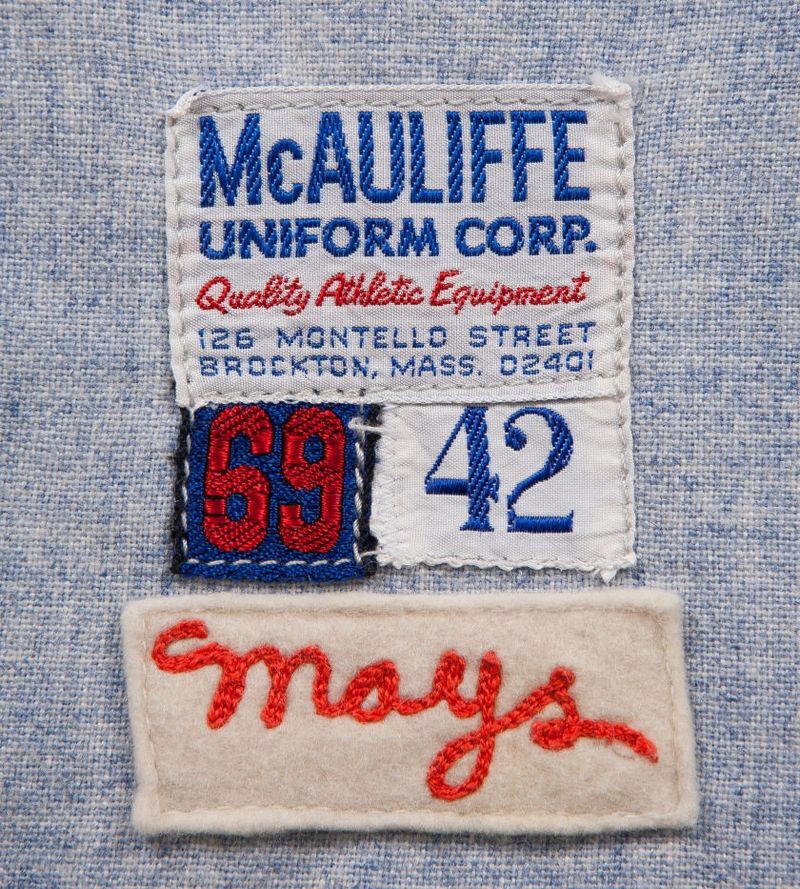 McAULIFFE
UNIFORM CORP.
Quality Athletic Equipment
126 MONTELLO STREET
BROCKTON, MASS. 02401
69 42
Mays